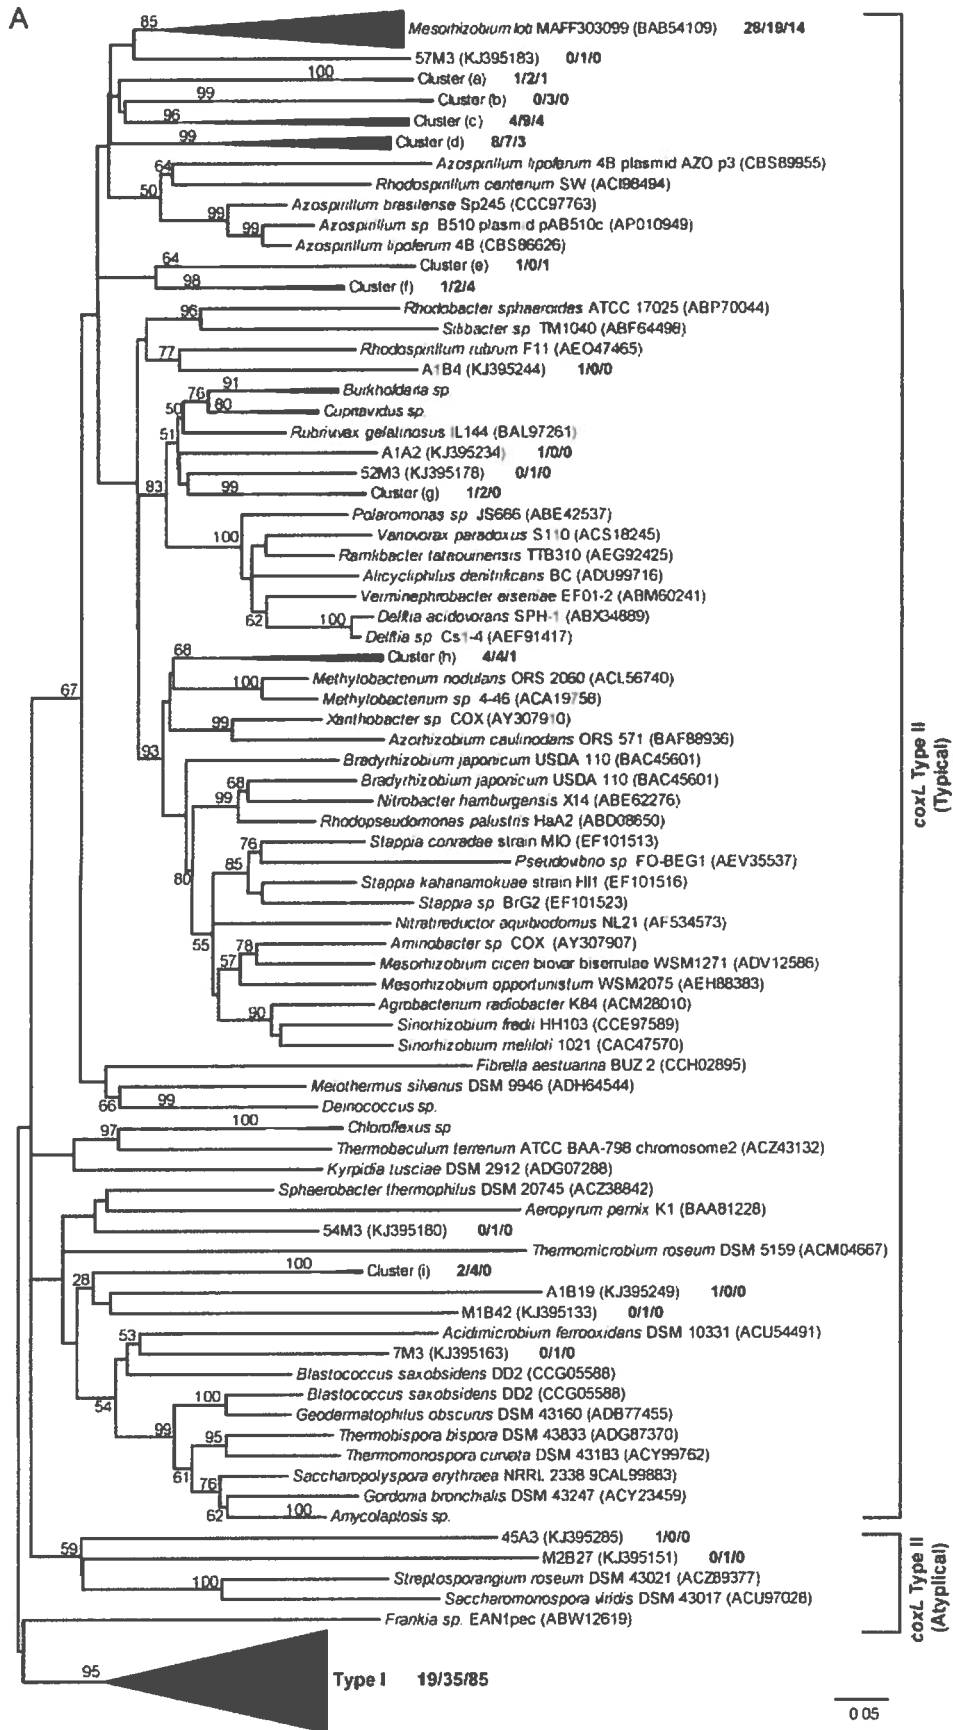 A
85
Mesorhizobium loti MAFF303099 (BAB54109) 28/19/14
57M3 (KJ395183) 0/1/0
100 Cluster (a) 1/2/1
99 Cluster (b) 0/3/0
96 Cluster (c) 4/9/4
99 Cluster (d) 8/7/3
64 Azospirillum lipoferum 4B plasmid AZO p3 (CBS89955)
Rhodospirillum centenum SW (ACI98494)
50 Azospirillum brasilense Sp245 (CCC97763)
99 Azospirillum sp B510 plasmid pAB510c (AP010949)
99 Azospirillum lipoferum 4B (CBS86626)
64 Cluster (e) 1/0/1
98 Cluster (f) 1/2/4
96 Rhodobacter sphaeroides ATCC 17025 (ABP70044)
Silibacter sp TM1040 (ABF64498)
77 Rhodospirillum rubrum F11 (AEO47465)
A1B4 (KJ395244) 1/0/0
76 91 Burkholderia sp
80 Cupriavidus sp.
50 Rubrivivax gelatinosus IL144 (BAL97261)
51 A1A2 (KJ395234) 1/0/0
52M3 (KJ395178) 0/1/0
83 99 Cluster (g) 1/2/0
Polaromonas sp JS666 (ABE42537)
100 Variovorax paradoxus S110 (ACS18245)
Ramlibacter tataouinensis TTB310 (AEG92425)
Alicycliphilus denitrificans BC (ADU99716)
Verminephrobacter eiseniae EF01-2 (ABM60241)
62 100 Delftia acidovorans SPH-1 (ABX34889)
Delftia sp Cs1-4 (AEF91417)
68 Cluster (h) 4/4/1
100 Methylobacterium nodulans ORS 2060 (ACL56740)
67 Methylobacterium sp 4-46 (ACA19758)
99 Xanthobacter sp COX (AY307910)
Azorhizobium caulinodans ORS 571 (BAF88936)
93 Bradyrhizobium japonicum USDA 110 (BAC45601)
68 Bradyrhizobium japonicum USDA 110 (BAC45601)
99 Nitrobacter hamburgensis X14 (ABE62276)
Rhodopseudomonas palustris HaA2 (ABD08650)
76 Stappia conradae strain MIO (EF101513)
85 Pseudovibrio sp FO-BEG1 (AEV35537)
80 Stappia kahanamokuae strain HI1 (EF101516)
Stappia sp BrG2 (EF101523)
Nitratireductor aquibiodomus NL21 (AF534573)
55 78 Aminobacter sp COX (AY307907)
57 Mesorhizobium ciceri biovar biserrulae WSM1271 (ADV12586)
Mesorhizobium opportunistum WSM2075 (AEH88383)
90 Agrobacterium radiobacter K84 (ACM28010)
Sinorhizobium fredii HH103 (CCE97589)
Sinorhizobium meliloti 1021 (CAC47570)
Fibrella aestuarina BUZ 2 (CCH02895)
Meiothermus silvanus DSM 9946 (ADH64544)
66 99 Deinococcus sp.
97 100 Chloroflexus sp
Thermobaculum terrenum ATCC BAA-798 chromosome2 (ACZ43132)
Kyrpidia tusciae DSM 2912 (ADG07288)
Sphaerobacter thermophilus DSM 20745 (ACZ38842)
Aeropyrum pernix K1 (BAA81228)
54M3 (KJ395180) 0/1/0
Thermomicrobium roseum DSM 5159 (ACM04667)
28 100 Cluster (i) 2/4/0
A1B19 (KJ395249) 1/0/0
M1B42 (KJ395133) 0/1/0
53 Acidimicrobium ferrooxidans DSM 10331 (ACU54491)
7M3 (KJ395163) 0/1/0
Blastococcus saxobsidens DD2 (CCG05588)
54 100 Blastococcus saxobsidens DD2 (CCG05588)
Geodermatophilus obscurus DSM 43160 (ADB77455)
99 95 Thermobispora bispora DSM 43833 (ADG87370)
Thermomonospora curvata DSM 43183 (ACY99762)
61 76 Saccharopolyspora erythraea NRRL 2338 9CAL99883)
Gordonia bronchialis DSM 43247 (ACY23459)
62 100 Amycolaptosis sp.
45A3 (KJ395285) 1/0/0
59 M2B27 (KJ395151) 0/1/0
100 Streptosporangium roseum DSM 43021 (ACZ89377)
Saccharomonospora viridis DSM 43017 (ACU97028)
Frankia sp. EAN1pec (ABW12619)
95 Type I 19/35/85
coxL Type II
(Typical)
coxL Type II
(Atyplical)
0 05